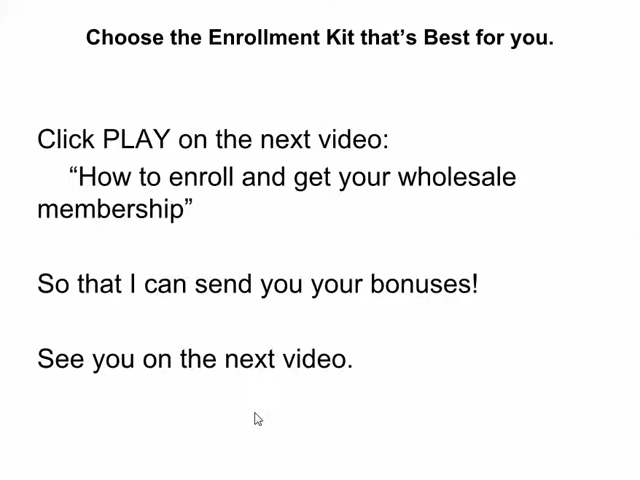 Choose the Enrollment Kit that’s Best for you.
Click PLAY on the next video:
“How to enroll and get your wholesale
membership”
So that I can send you your bonuses!
See you on the next video.